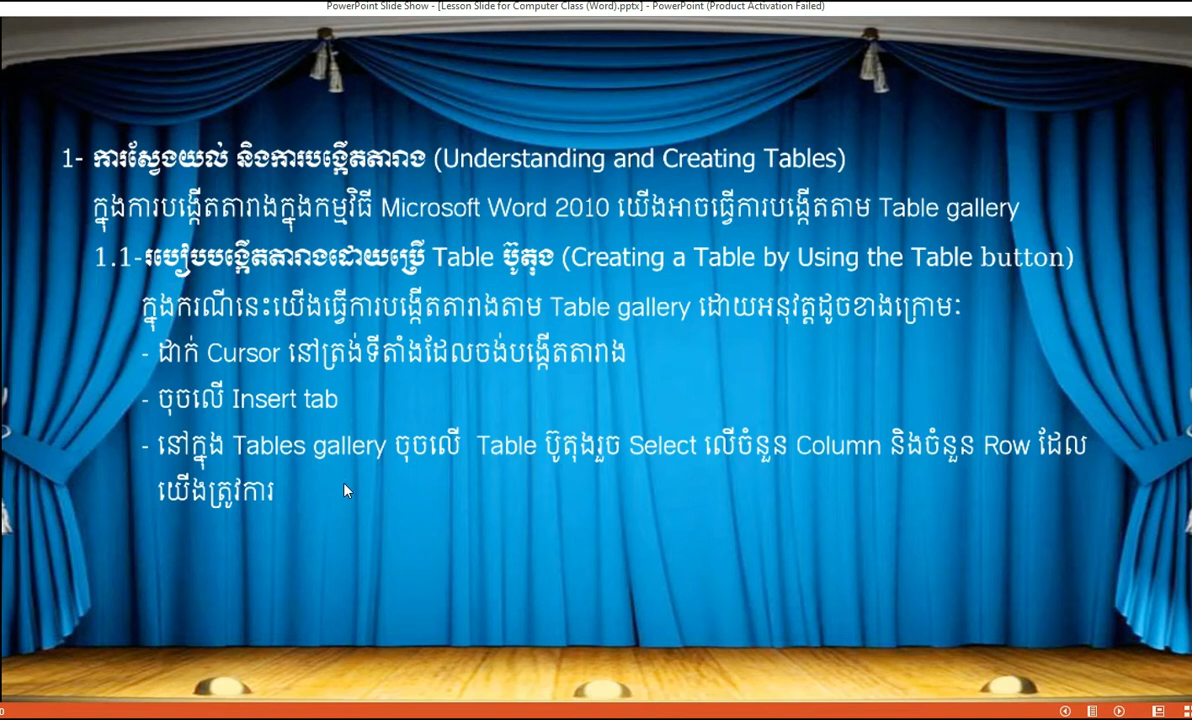 PowerPoint Slide Show - [Lesson Slide for Computer Class (Word).pptx] - PowerPoint (Product Activation Failed)
1- ការស្វែងយល់ និងការបង្កើតតារាង (Understanding and Creating Tables)
ក្នុងការបង្កើតតារាងក្នុងកម្មវិធី Microsoft Word 2010 យើងអាចធ្វើការបង្កើតតាម Table gallery
1.1-របៀបបង្កើតតារាងដោយប្រើ Table ប៊ូតុង (Creating a Table by Using the Table button)
ក្នុងករណីនេះយើងធ្វើការបង្កើតតារាងតាម Table gallery ដោយអនុវត្តដូចខាងក្រោមៈ
- ដាក់ Cursor នៅត្រង់ទីតាំងដែលចង់បង្កើតតារាង
- ចុចលើ Insert tab
- នៅក្នុង Tables gallery ចុចលើ Table ប៊ូតុងរួច Select លើចំនួន Column និងចំនួន Row ដែល
យើងត្រូវការ